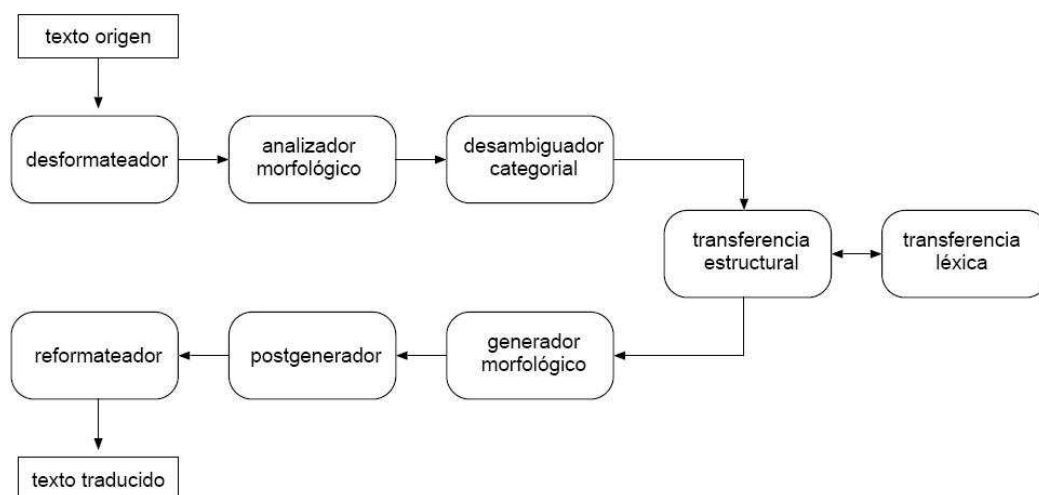 texto origen
desformateador
analizador
morfológico
desambiguador
categorial
transferencia
estructural
transferencia
léxica
generador
morfológico
postgenerador
reformateador
texto traducido